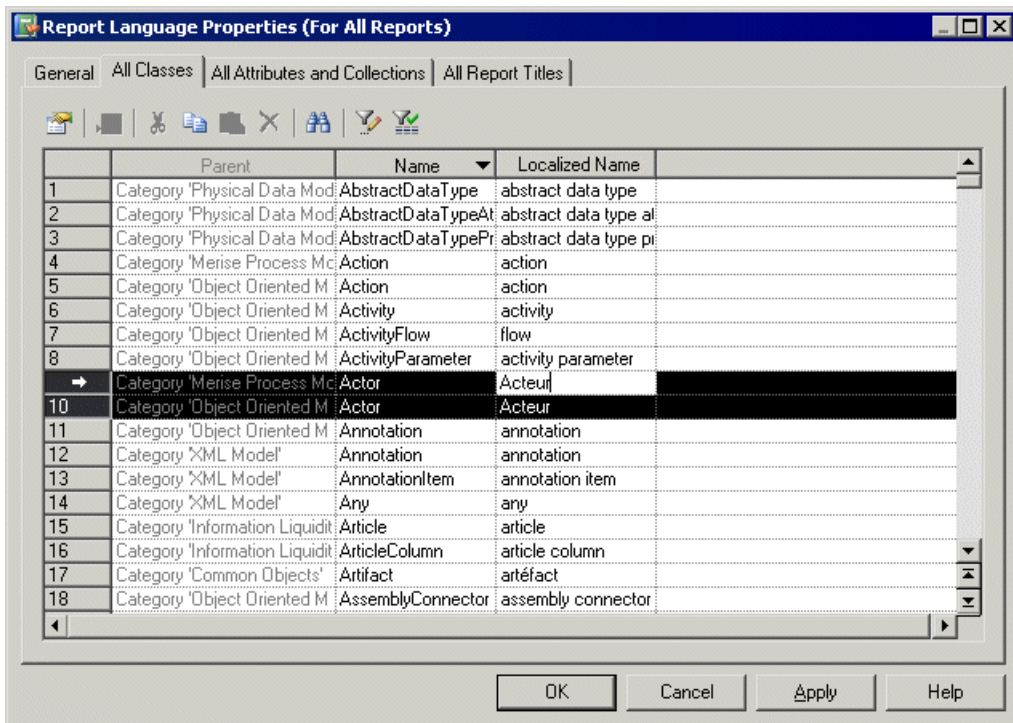 Report Language Properties (For All Reports)
General All Classes All Attributes and Collections All Report Titles
Parent Name Localized Name
1 Category 'Physical Data Mod AbstractDataType abstract data type
2 Category 'Physical Data Mod AbstractDataTypeAt abstract data type at
3 Category 'Physical Data Mod AbstractDataTypePr abstract data type pr
4 Category 'Merise Process Mc Action action
5 Category 'Object Oriented M Action action
6 Category 'Object Oriented M Activity activity
7 Category 'Object Oriented M ActivityFlow flow
8 Category 'Object Oriented M ActivityParameter activity parameter
Category 'Merise Process Mc Actor Acteur
10 Category 'Object Oriented M Actor Acteur
11 Category 'Object Oriented M Annotation annotation
12 Category 'XML Model' Annotation annotation
13 Category 'XML Model' AnnotationItem annotation item
14 Category 'XML Model' Any any
15 Category 'Information Liquidit Article article
16 Category 'Information Liquidit ArticleColumn article column
17 Category 'Common Objects' Artifact artéfact
18 Category 'Object Oriented M AssemblyConnector assembly connector
OK Cancel Apply Help